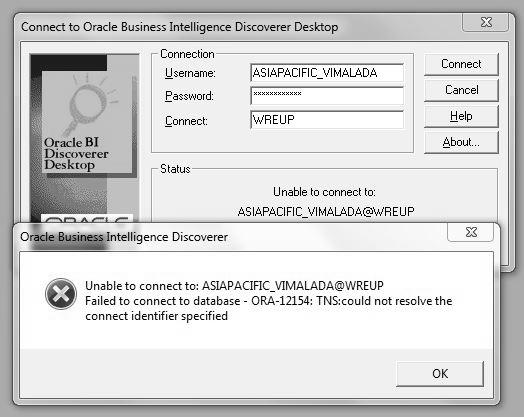 Connect to Oracle Business Intelligence Discoverer Desktop
Connection
Username: ASIAPACIFIC_VIMALADA
Password: ************
Connect: WREUP
Connect
Cancel
Help
About...
Oracle BI
Discoverer
Desktop
ORACLE
Status
Unable to connect to:
ASIAPACIFIC_VIMALADA@WREUP
Oracle Business Intelligence Discoverer
Unable to connect to: ASIAPACIFIC_VIMALADA@WREUP
Failed to connect to database - ORA-12154: TNS:could not resolve the
connect identifier specified
OK